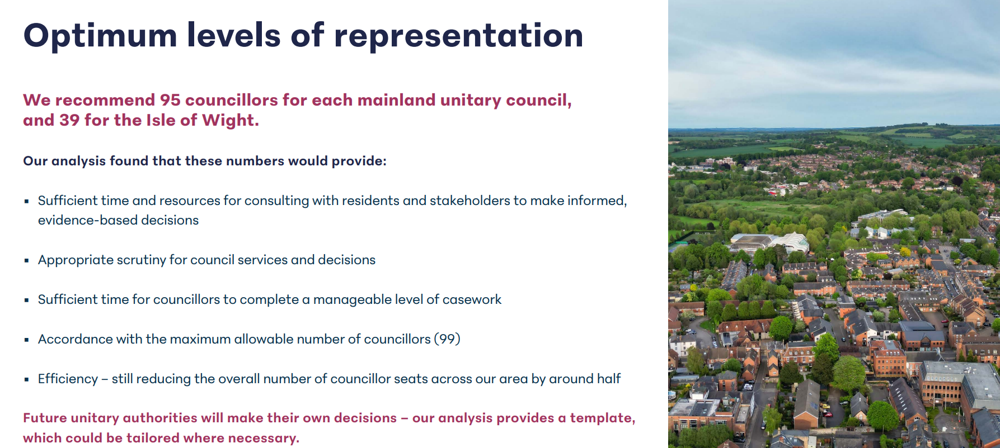 Optimum levels of representation
We recommend 95 councillors for each mainland unitary council,
and 39 for the Isle of Wight.
Our analysis found that these numbers would provide:
▪ Sufficient time and resources for consulting with residents and stakeholders to make informed,
evidence-based decisions
▪ Appropriate scrutiny for council services and decisions
▪ Sufficient time for councillors to complete a manageable level of casework
▪ Accordance with the maximum allowable number of councillors (99)
▪ Efficiency – still reducing the overall number of councillor seats across our area by around half
Future unitary authorities will make their own decisions – our analysis provides a template,
which could be tailored where necessary.